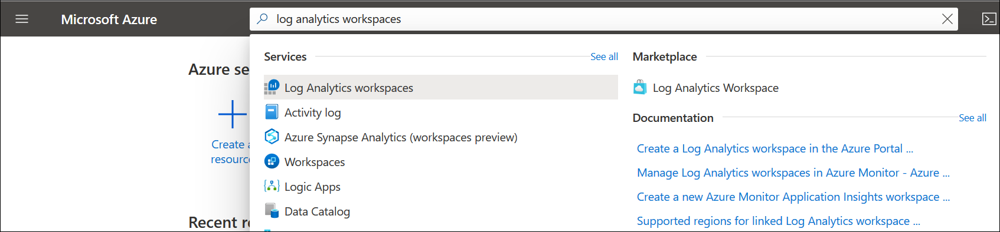 Microsoft Azure
log analytics workspaces
Azure se
Create a
resourc
Recent r
Services
See all
Log Analytics workspaces
Activity log
Azure Synapse Analytics (workspaces preview)
Workspaces
Logic Apps
Data Catalog
Marketplace
Log Analytics Workspace
Documentation
See all
Create a Log Analytics workspace in the Azure Portal ...
Manage Log Analytics workspaces in Azure Monitor - Azure ...
Create a new Azure Monitor Application Insights workspace ...
Supported regions for linked Log Analytics workspace ...